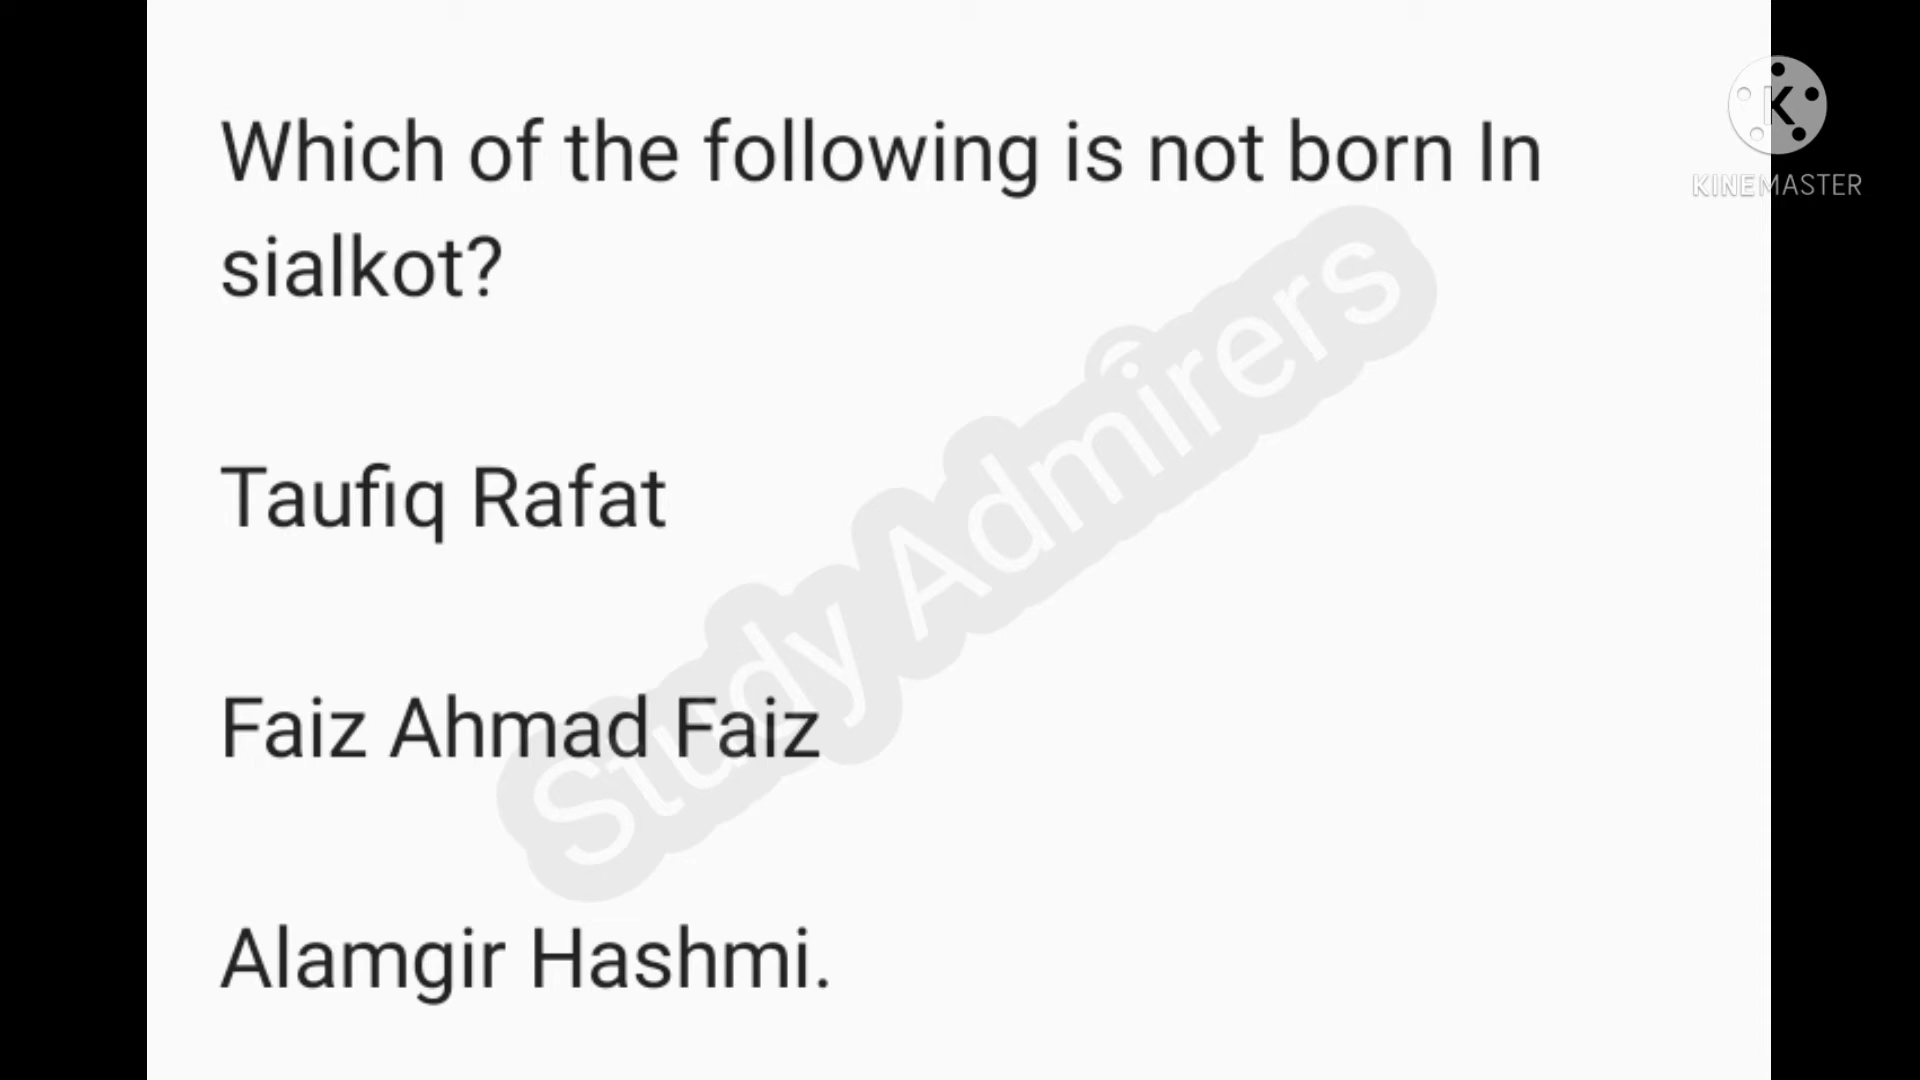 Which of the following is not born In
sialkot?
KINEMASTER
Taufiq Rafat
Faiz Ahmad Faiz
Alamgir Hashmi.
Study Admirers